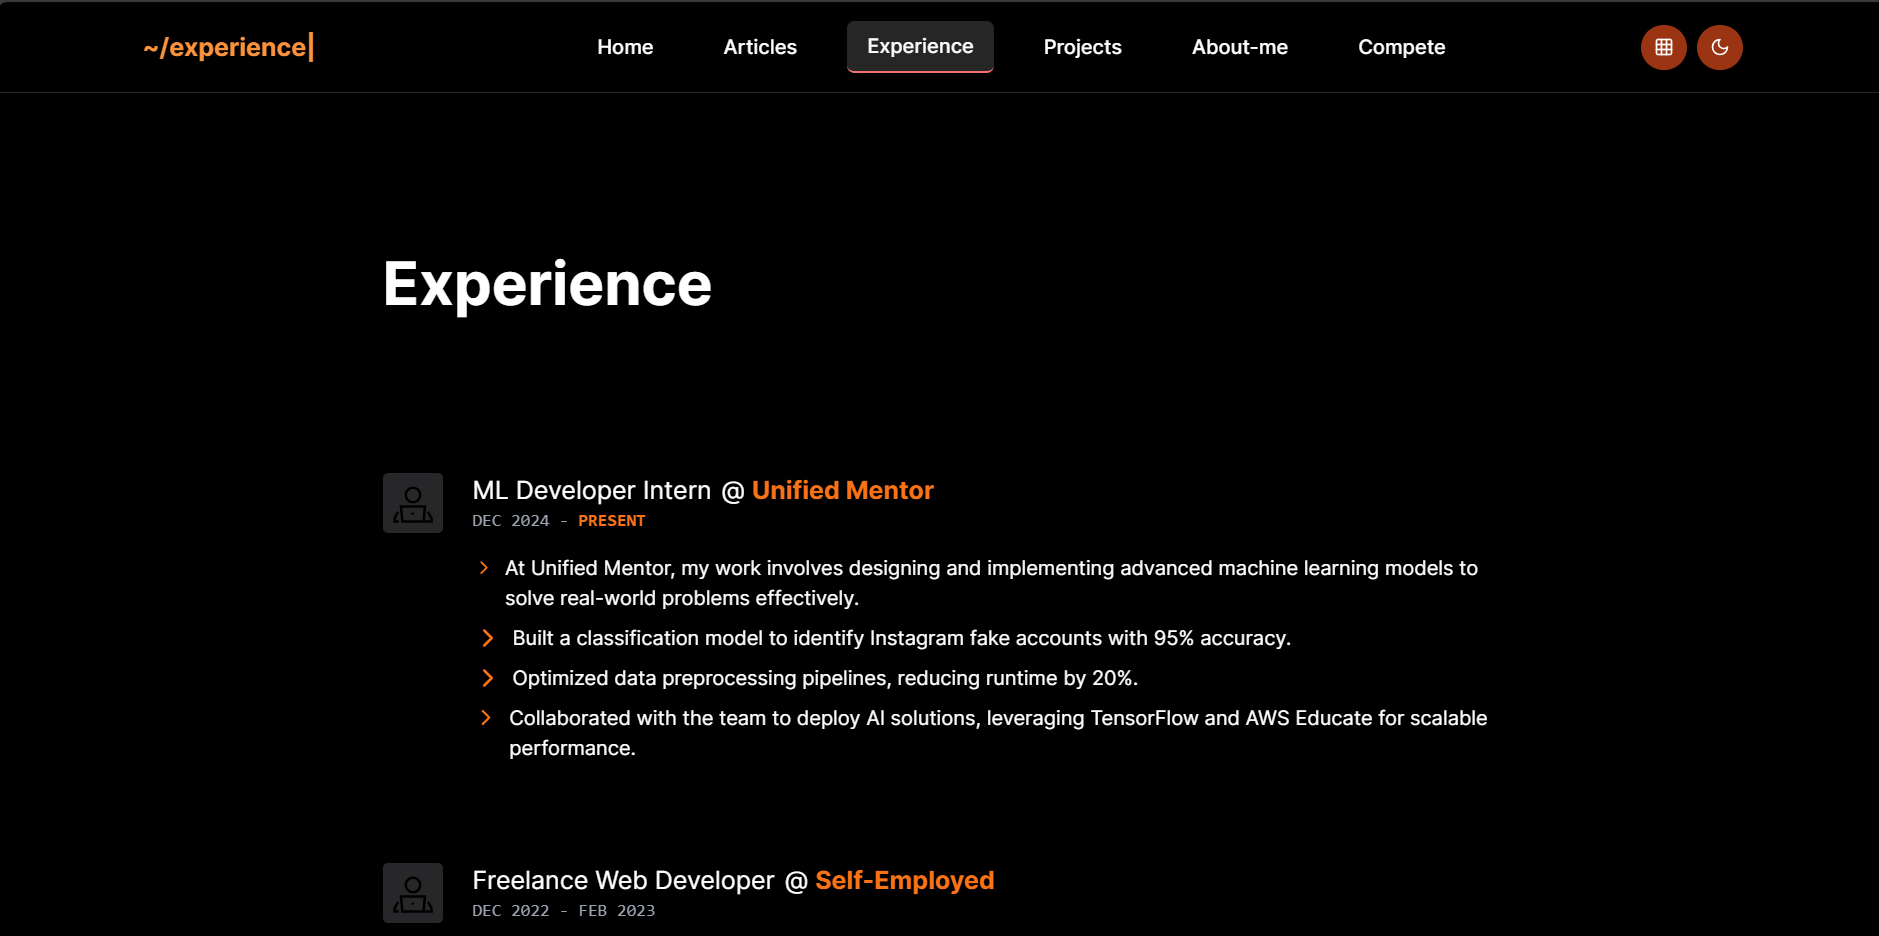 ~/experience|
Home Articles Experience Projects About-me Compete
Experience
ML Developer Intern @ Unified Mentor
DEC 2024 - PRESENT
At Unified Mentor, my work involves designing and implementing advanced machine learning models to
solve real-world problems effectively.
Built a classification model to identify Instagram fake accounts with 95% accuracy.
Optimized data preprocessing pipelines, reducing runtime by 20%.
Collaborated with the team to deploy AI solutions, leveraging TensorFlow and AWS Educate for scalable
performance.
Freelance Web Developer @ Self-Employed
DEC 2022 - FEB 2023